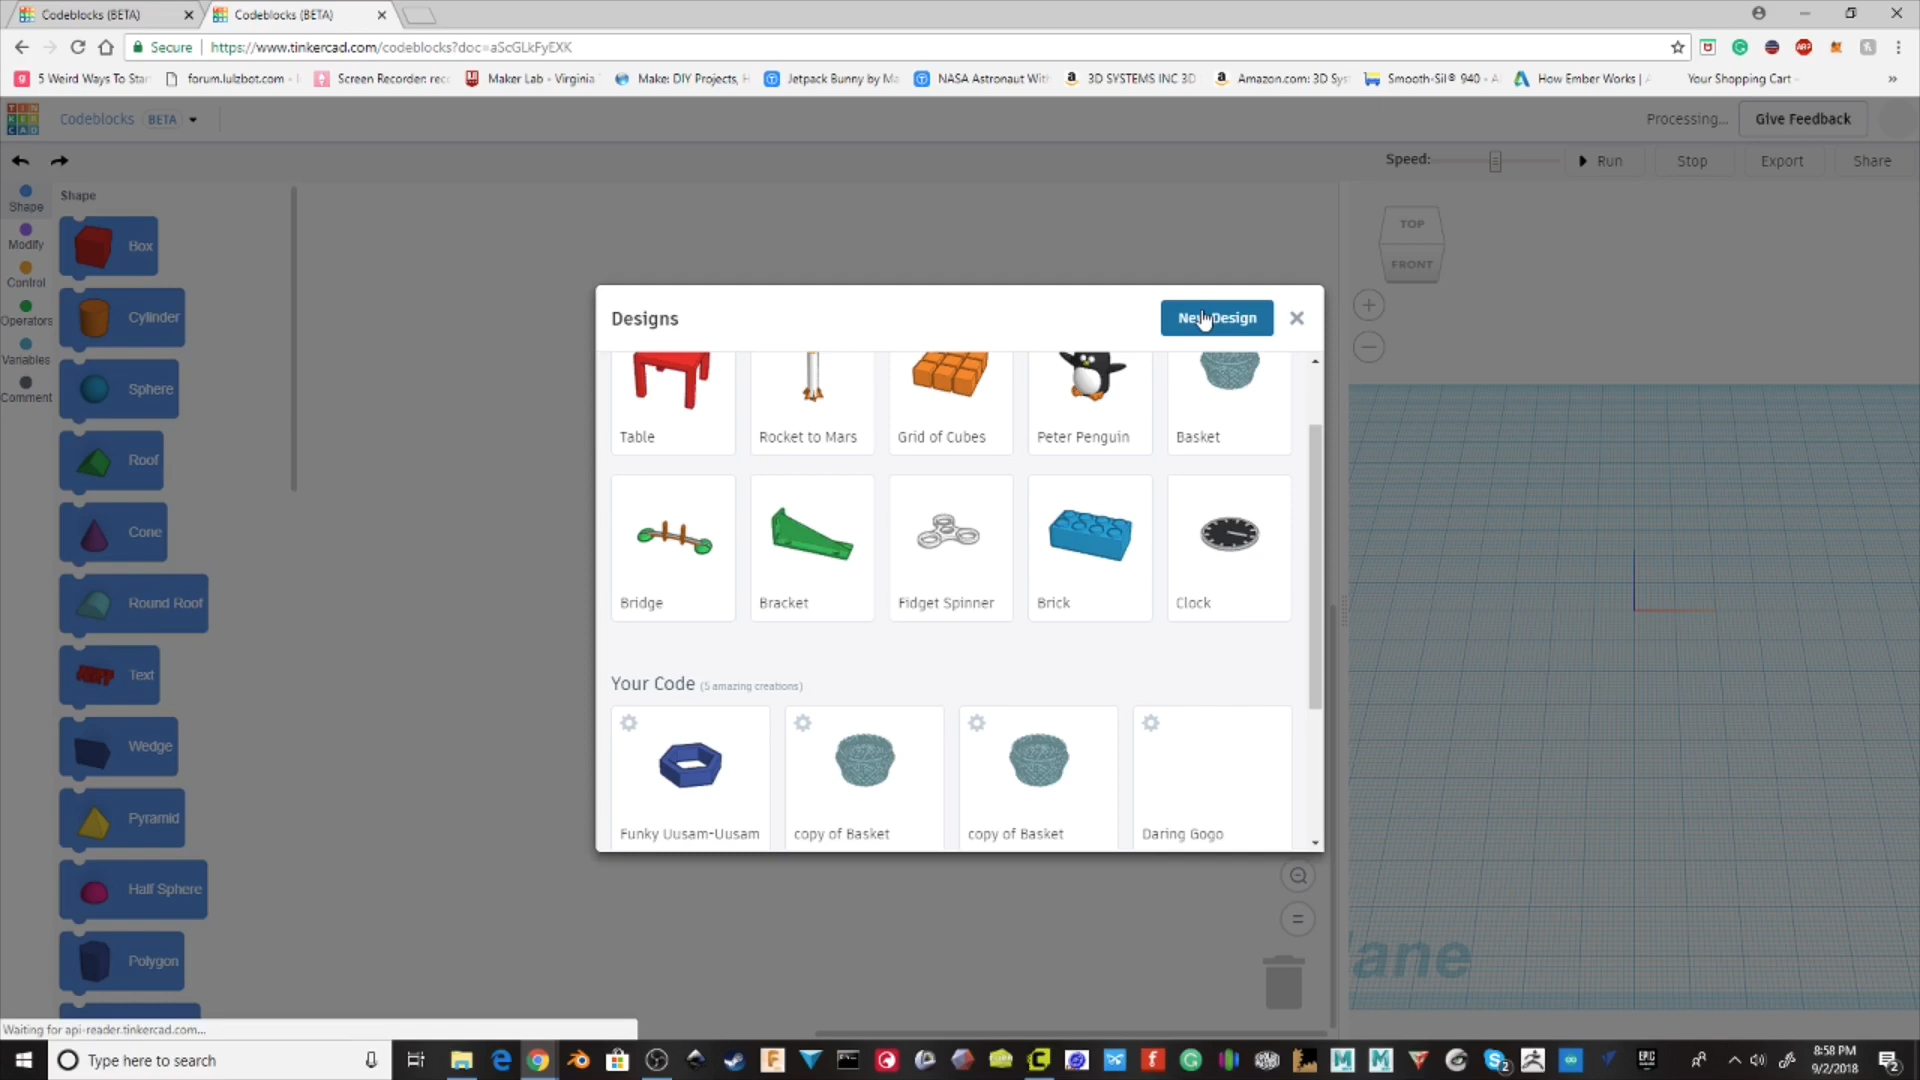 Codeblocks (BETA)
Codeblocks (BETA)
Secure
https://www.tinkercad.com/codeblocks?doc=aScGLkFyEXK
5 Weird Ways To Star
forum.lulzbot.com -
Screen Recorder: rec
Maker Lab - Virginia
Make: DIY Projects, H
Jetpack Bunny by Ma
NASA Astronaut With
3D SYSTEMS INC 3D
Amazon.com: 3D Sys
Smooth-Sil® 940 - A
How Ember Works |
Your Shopping Cart -
TIN
KER
CAD
Codeblocks BETA
Processing...
Give Feedback
Speed:
Run
Stop
Export
Share
Shape
Modify
Control
Operators
Variables
Comment
Shape
Box
Cylinder
Sphere
Roof
Cone
Round Roof
Text
Wedge
Pyramid
Half Sphere
Polygon
TOP
FRONT
Designs
New Design
Table
Rocket to Mars
Grid of Cubes
Peter Penguin
Basket
Bridge
Bracket
Fidget Spinner
Brick
Clock
Your Code (5 amazing creations)
Funky Uusam-Uusam
copy of Basket
copy of Basket
Daring Gogo
lane
Waiting for api-reader.tinkercad.com...
Type here to search
8:58 PM
9/2/2018